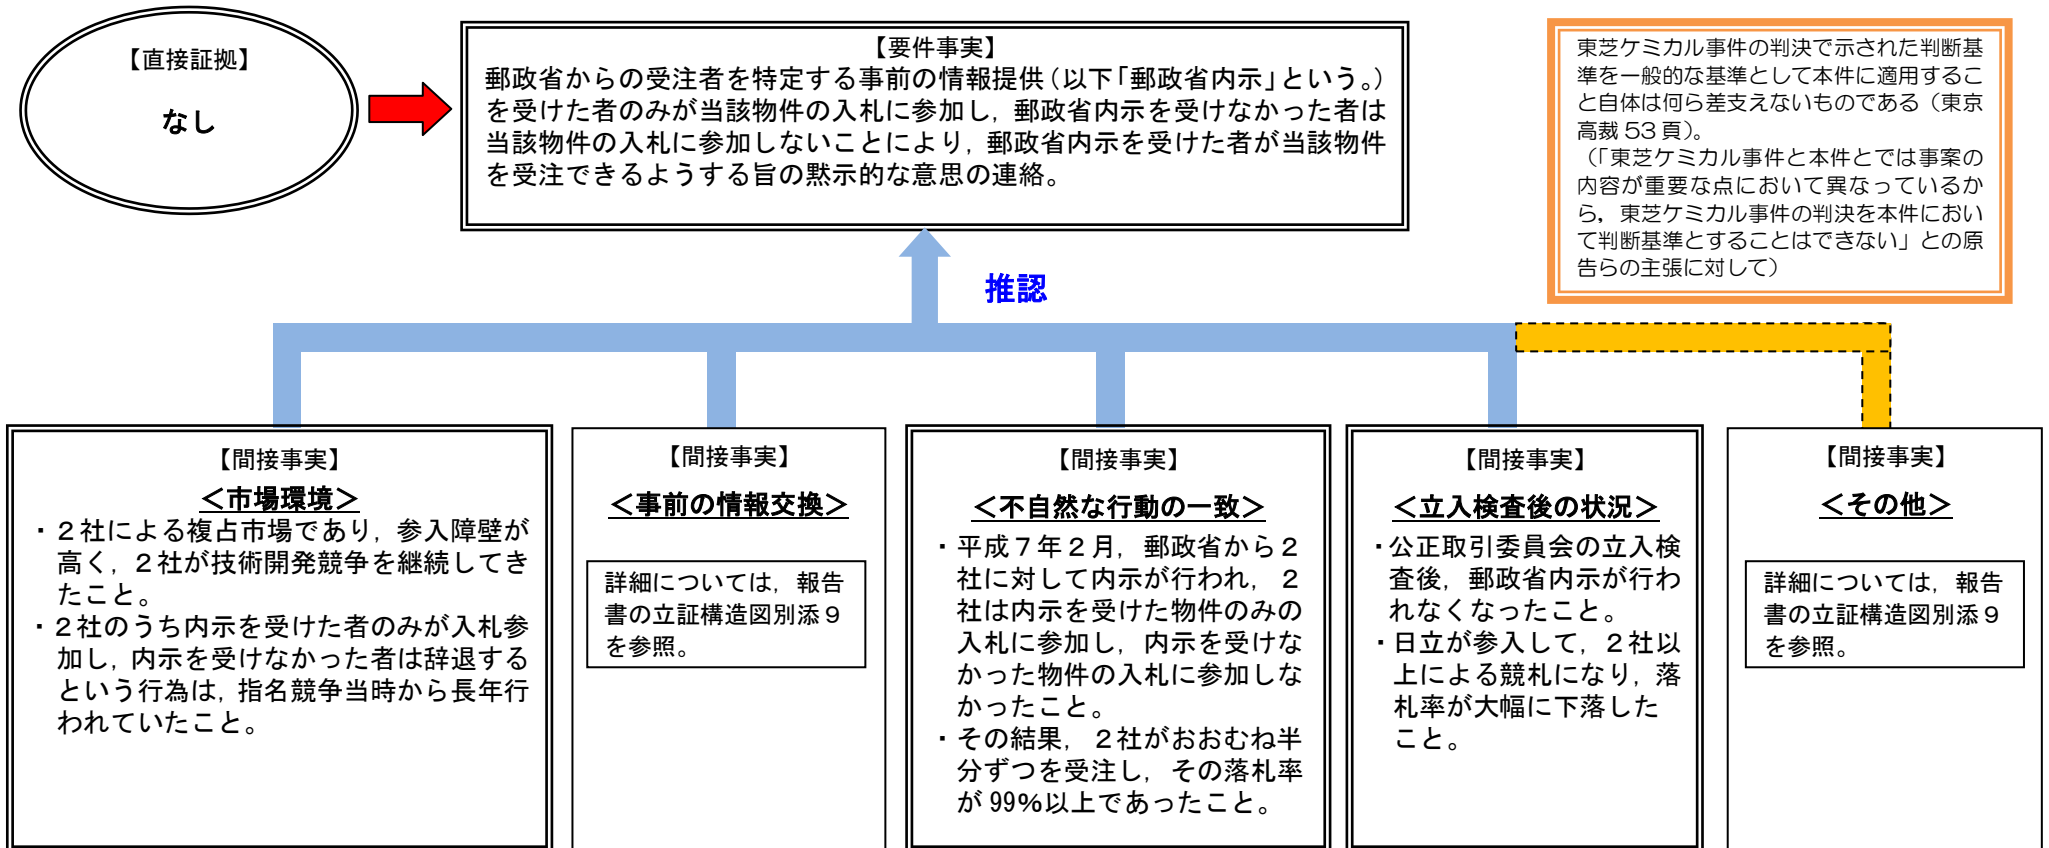 【直接証拠】
なし
【要件事実】
郵政省からの受注者を特定する事前の情報提供(以下「郵政省内示」という。)
を受けた者のみが当該物件の入札に参加し,郵政省内示を受けなかった者は
当該物件の入札に参加しないことにより,郵政省内示を受けた者が当該物件
を受注できるようする旨の黙示的な意思の連絡。
東芝ケミカル事件の判決で示された判断基
準を一般的な基準として本件に適用するこ
と自体は何ら差支えないものである(東京
高裁53頁)。
(「東芝ケミカル事件と本件とでは事案の
内容が重要な点において異なっているか
ら,東芝ケミカル事件の判決を本件におい
て判断基準とすることはできない」との原
告らの主張に対して)
推認
【間接事実】
<市場環境>
・2社による複占市場であり,参入障壁が
高く,2社が技術開発競争を継続してき
たこと。
・2社のうち内示を受けた者のみが入札参
加し,内示を受けなかった者は辞退する
という行為は,指名競争当時から長年行
われていたこと。
【間接事実】
<事前の情報交換>
詳細については,報告
書の立証構造図別添9
を参照。
【間接事実】
<不自然な行動の一致>
・平成7年2月,郵政省から2
社に対して内示が行われ,2
社は内示を受けた物件のみの
入札に参加し,内示を受けな
かった物件の入札に参加しな
かったこと。
・その結果,2社がおおむね半
分ずつを受注し,その落札率
が99%以上であったこと。
【間接事実】
<立入検査後の状況>
・公正取引委員会の立入検
査後,郵政省内示が行わ
れなくなったこと。
・日立が参入して,2社以
上による競札になり,落
札率が大幅に下落した
こと。
【間接事実】
<その他>
詳細については,報告
書の立証構造図別添9
を参照。